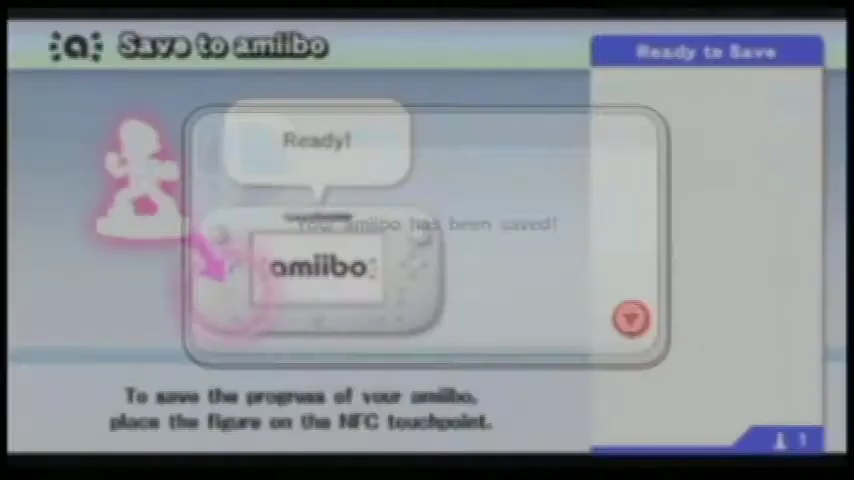 Save to amiibo
Ready to Save
Ready!
Your amiibo has been saved!
amiibo
To save the progress of your amiibo,
place the figure on the NFC touchpoint.
1